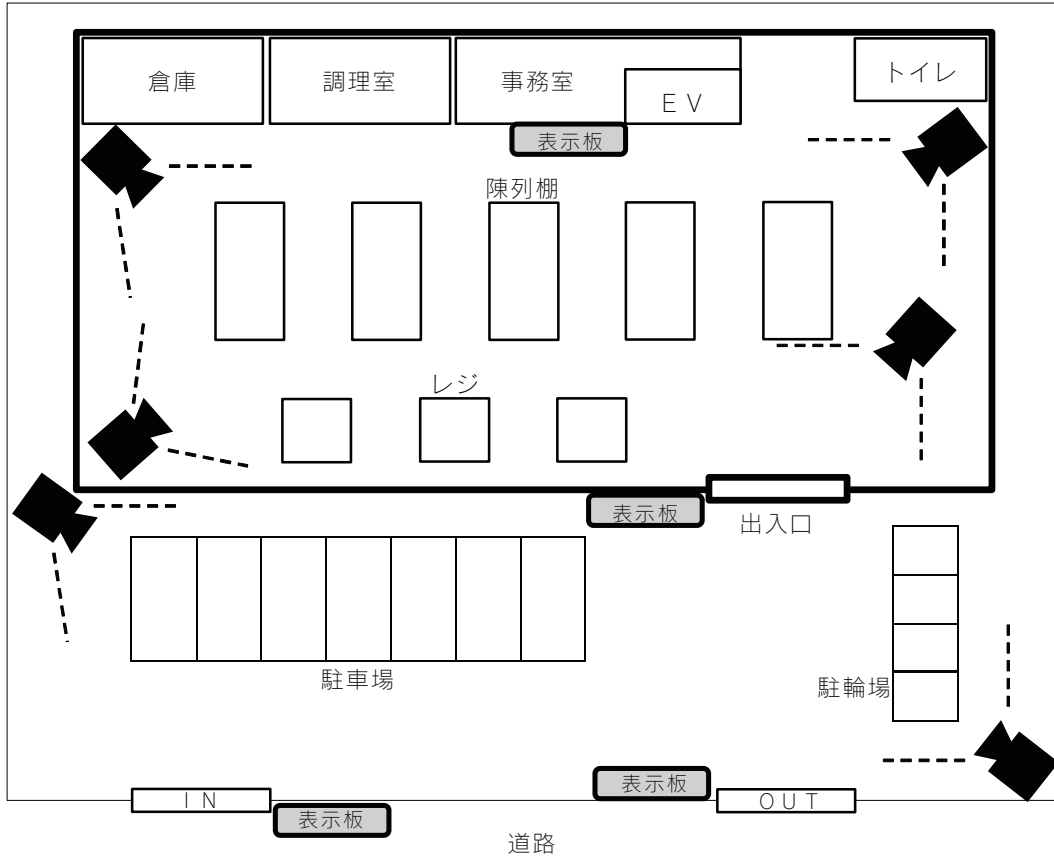 倉庫
調理室
事務室
ＥＶ
トイレ
表示板
陳列棚
レジ
表示板
出入口
駐車場
駐輪場
ＩＮ
表示板
表示板
ＯＵＴ
道路